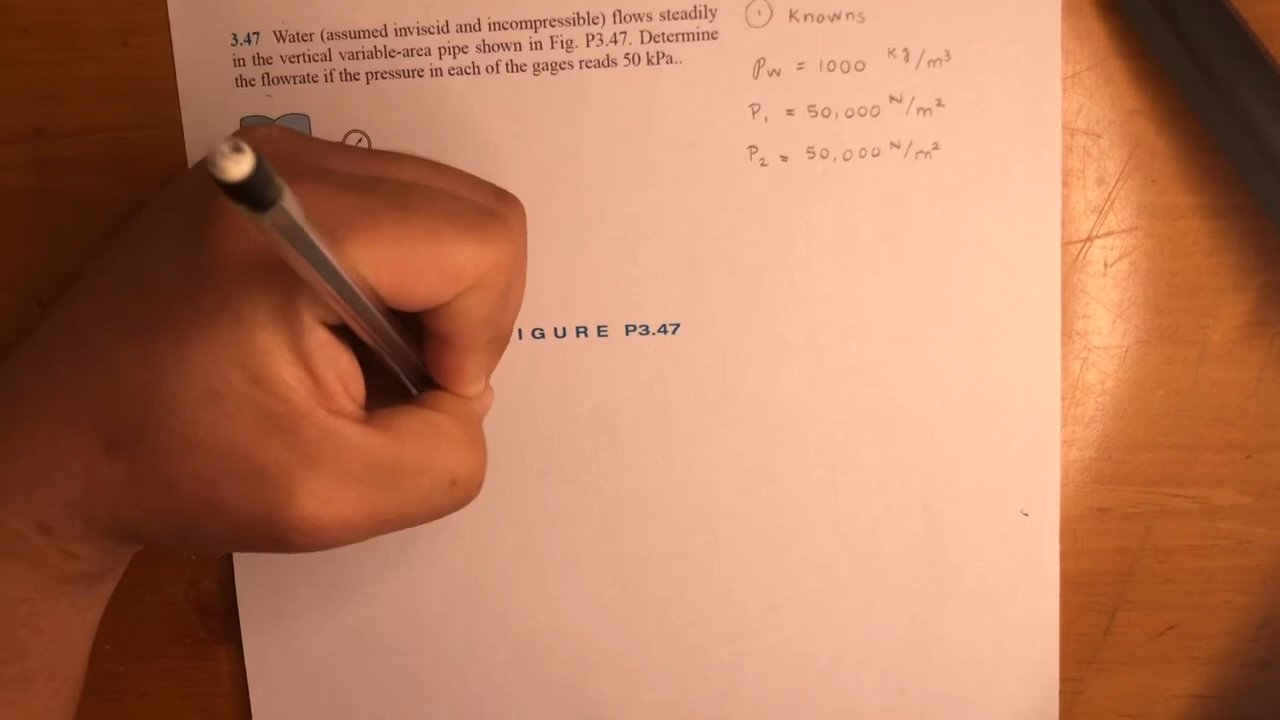 3.47 Water (assumed inviscid and incompressible) flows steadily
in the vertical variable-area pipe shown in Fig. P3.47. Determine
the flowrate if the pressure in each of the gages reads 50 kPa..
IGURE P3.47
1 Knowns
ρw = 1000 kg/m³
P₁ = 50,000 N/m²
P₂ = 50,000 N/m²